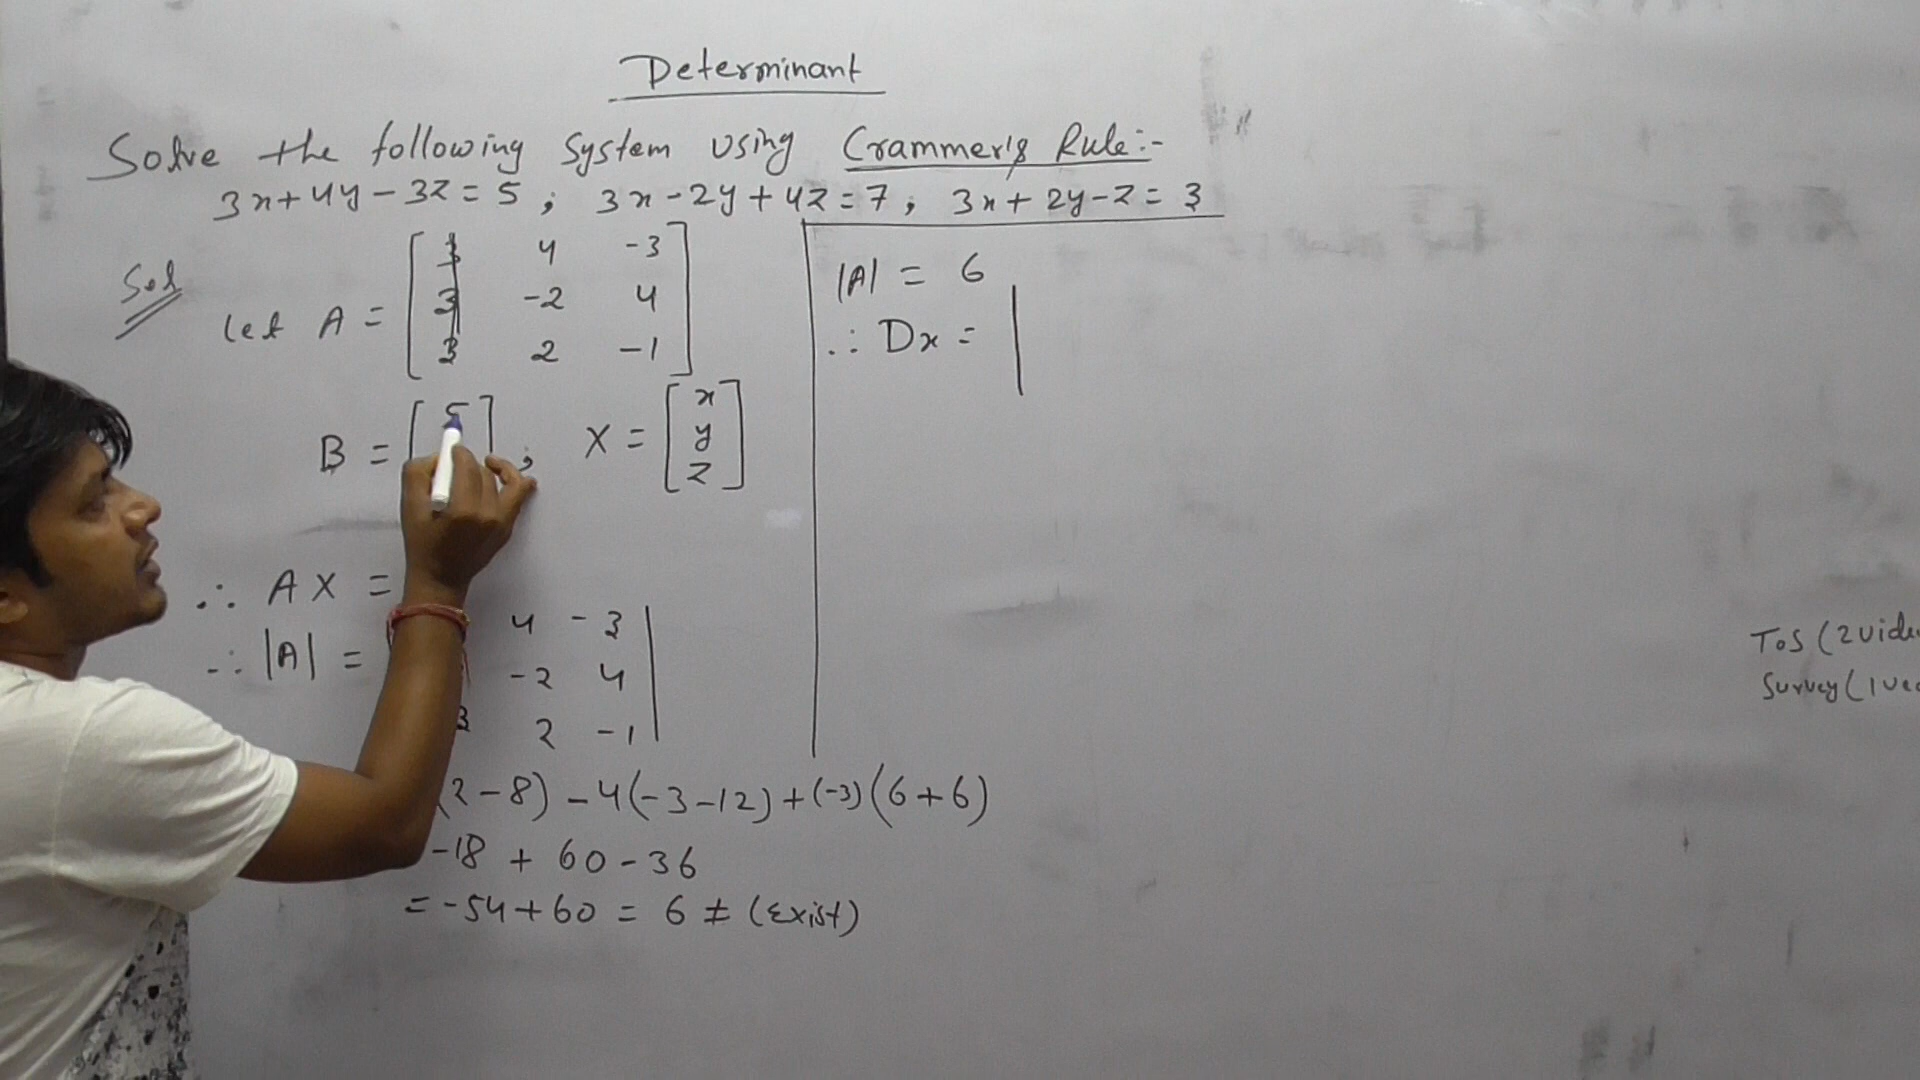 Determinant
Solve the following System using Crammer's Rule:-
3x+4y-3z=5; 3x-2y+4z=7; 3x+2y-z=3
Sol
let A = [ 3 4 -3
3 -2 4
3 2 -1 ]
B = [ 5 ], X = [ x
y
z ]
∴ AX =
∴ |A| = 4 -3
-2 4
3 2 -1 |
(2-8)-4(-3-12)+(-3)(6+6)
-18 + 60-36
=-54+60 = 6 ≠ (Exist)
|A| = 6
∴ Dx = |
ToS (2
Survey (1